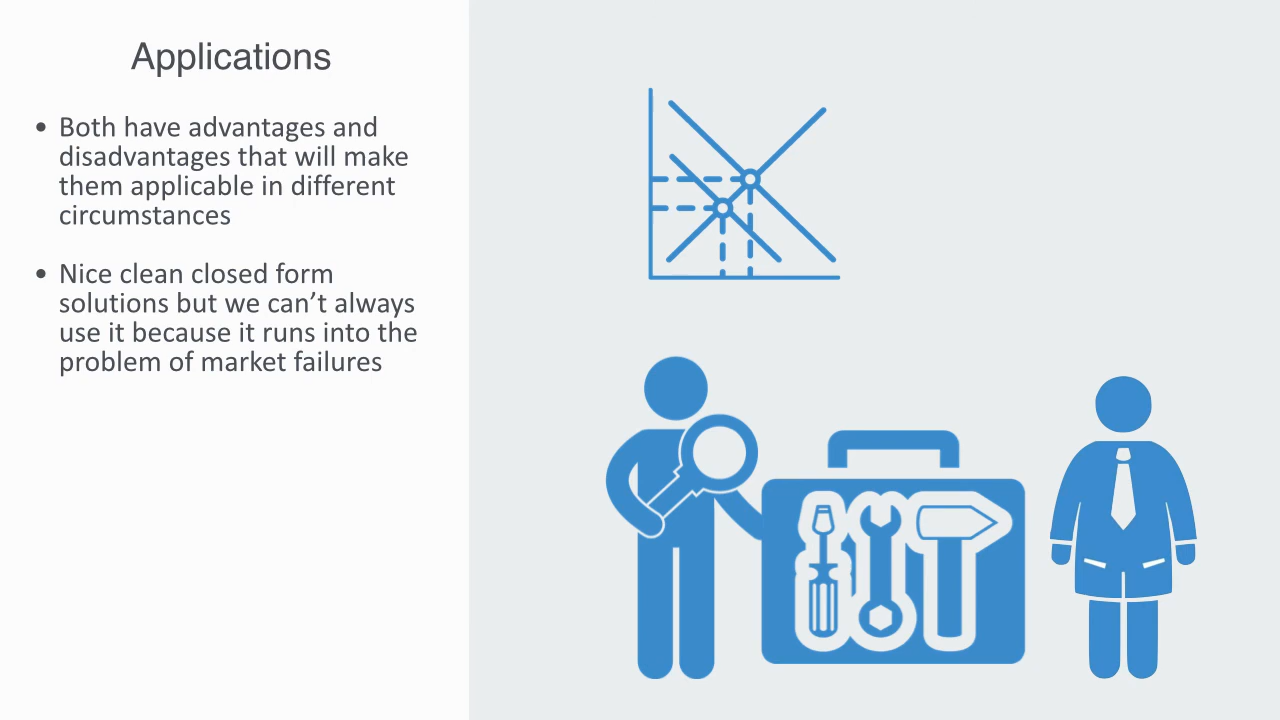 Applications
• Both have advantages and
disadvantages that will make
them applicable in different
circumstances
• Nice clean closed form
solutions but we can’t always
use it because it runs into the
problem of market failures